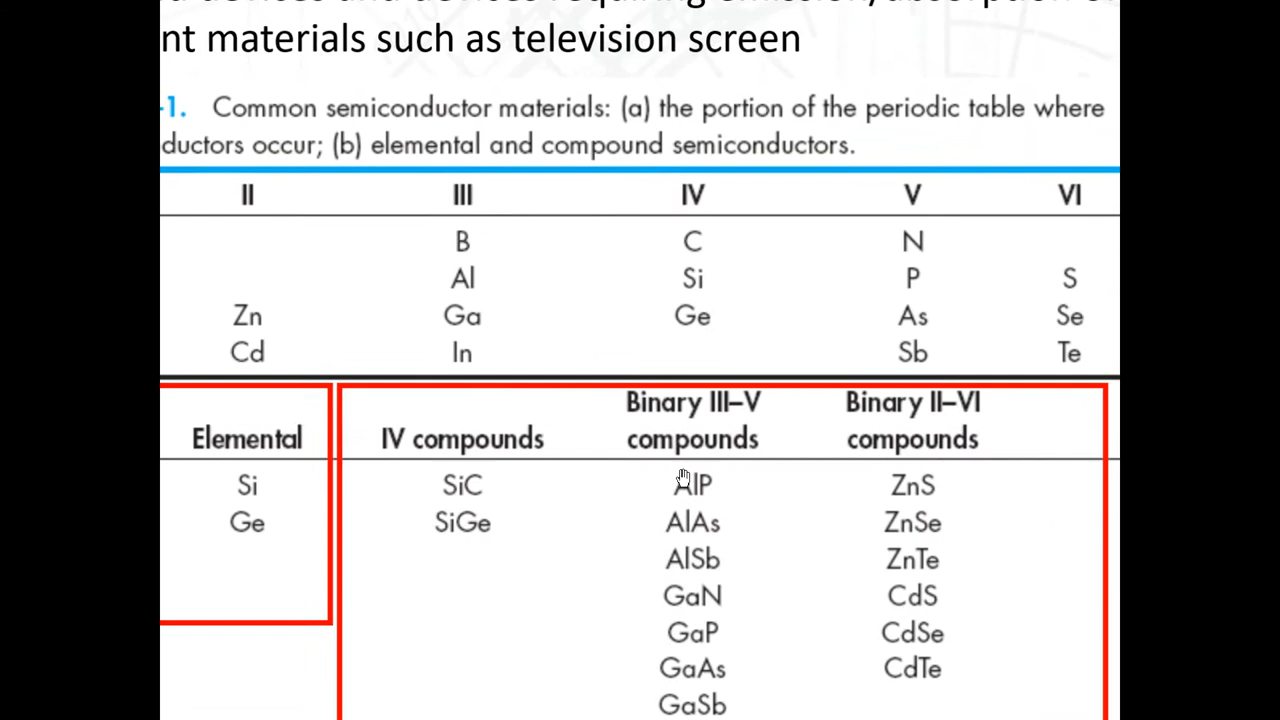 nt materials such as television screen
-1. Common semiconductor materials: (a) the portion of the periodic table where
ductors occur; (b) elemental and compound semiconductors.
II III IV V VI
B C N
Al Si P S
Zn Ga Ge As Se
Cd In Sb Te
Binary III–V Binary II–VI
Elemental IV compounds compounds compounds
Si SiC AlP ZnS
Ge SiGe AlAs ZnSe
AlSb ZnTe
GaN CdS
GaP CdSe
GaAs CdTe
GaSb